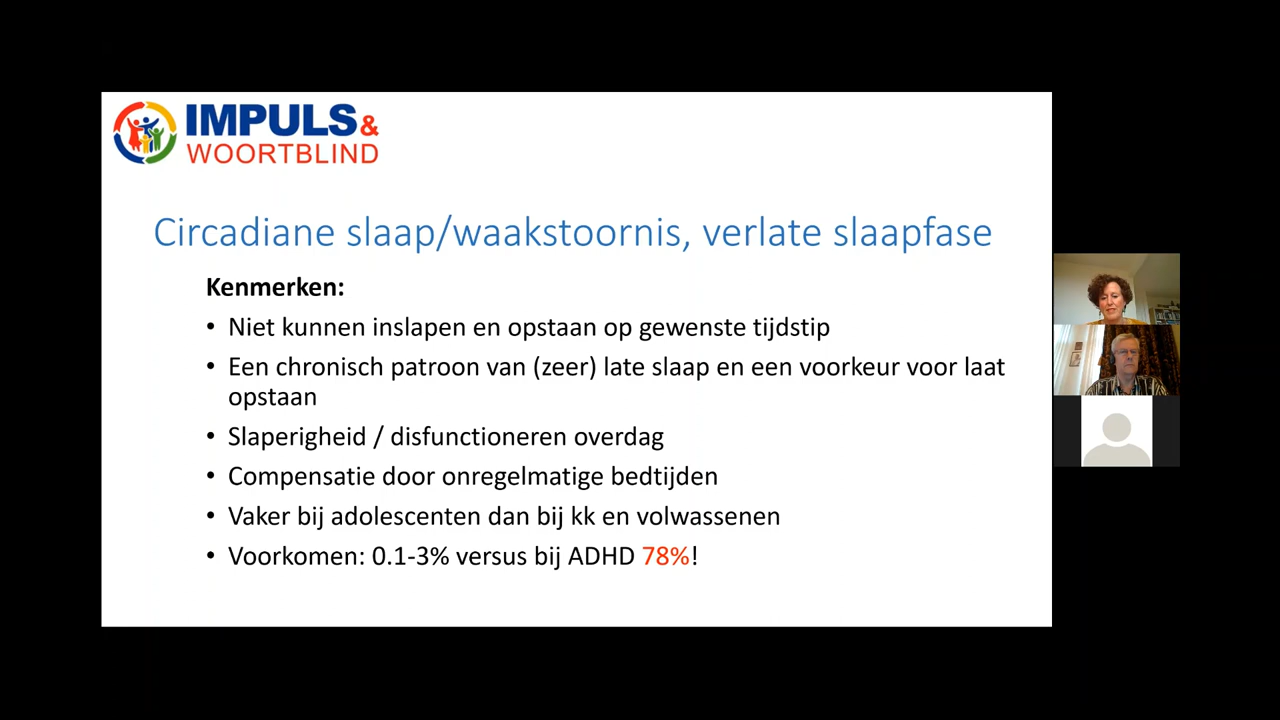 IMPULS &
WOORTBLIND
Circadiane slaap/waakstoornis, verlate slaapfase
Kenmerken:
• Niet kunnen inslapen en opstaan op gewenste tijdstip
• Een chronisch patroon van (zeer) late slaap en een voorkeur voor laat
opstaan
• Slaperigheid / disfunctioneren overdag
• Compensatie door onregelmatige bedtijden
• Vaker bij adolescenten dan bij kk en volwassenen
• Voorkomen: 0.1-3% versus bij ADHD 78%!